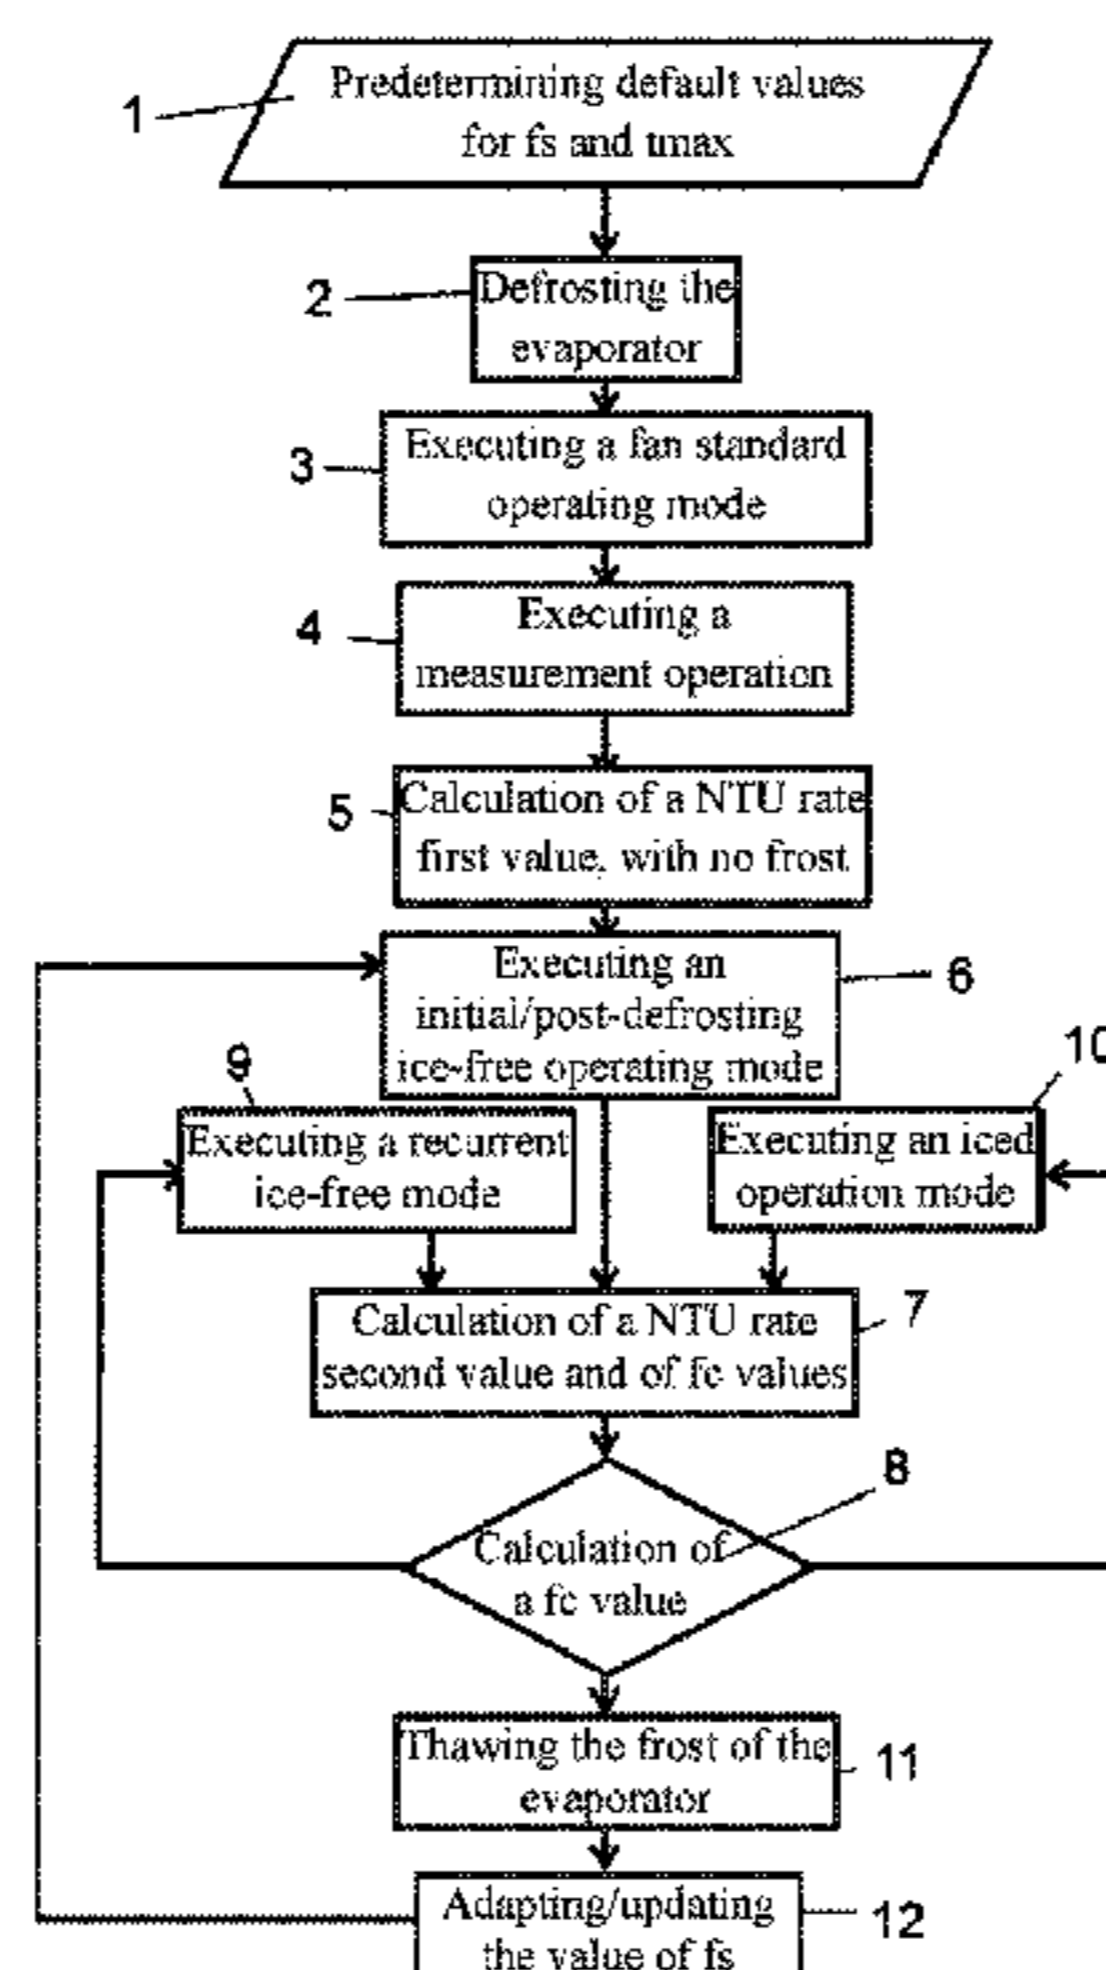 1
Predetermining default values
for fs and tmax
2
Defrosting the
evaporator
3
Executing a fan standard
operating mode
4
Executing a
measurement operation
5
Calculation of a NTU rate
first value, with no frost
Executing an
initial/post-defrosting
ice-free operating mode
6
9
Executing a recurrent
ice-free mode
10
Executing an iced
operation mode
Calculation of a NTU rate
second value and of fc values
7
8
Calculation of
a fc value
Thawing the frost of the
evaporator
11
Adapting/updating
the value of fs
12